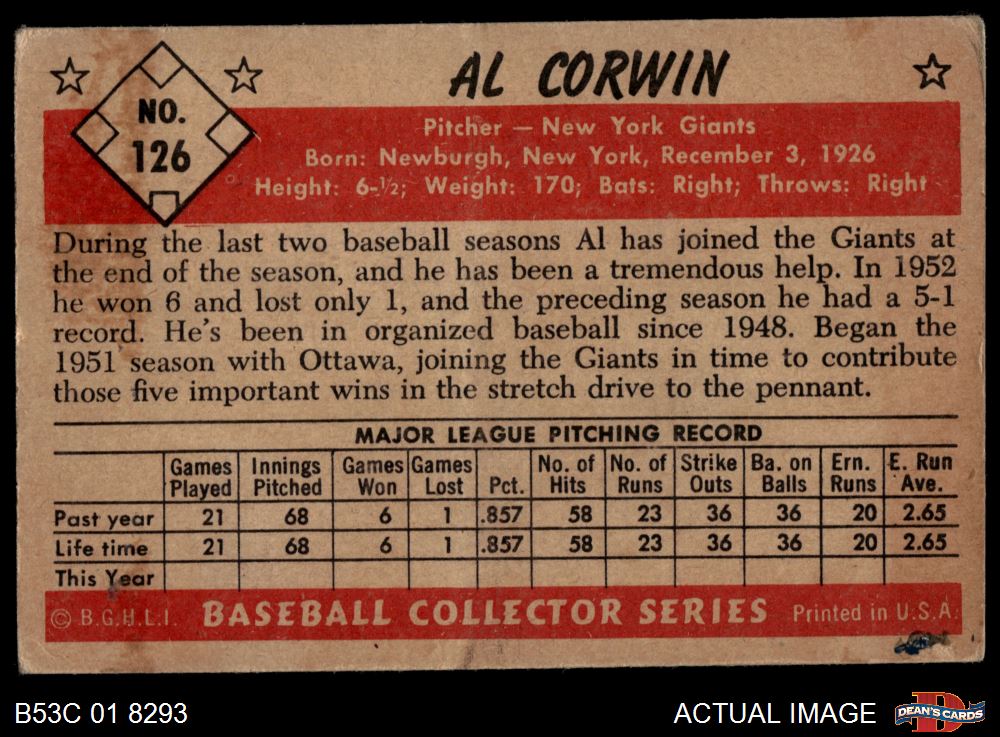 NO.
126
AL CORWIN
Pitcher — New York Giants
Born: Newburgh, New York, Recember 3, 1926
Height: 6-½; Weight: 170; Bats: Right; Throws: Right
During the last two baseball seasons Al has joined the Giants at
the end of the season, and he has been a tremendous help. In 1952
he won 6 and lost only 1, and the preceding season he had a 5-1
record. He's been in organized baseball since 1948. Began the
1951 season with Ottawa, joining the Giants in time to contribute
those five important wins in the stretch drive to the pennant.
MAJOR LEAGUE PITCHING RECORD
Games Played Innings Pitched Games Won Games Lost Pct. No. of Hits No. of Runs Strike Outs Ba. on Balls Ern. Runs E. Run Ave.
Past year 21 68 6 1 .857 58 23 36 36 20 2.65
Life time 21 68 6 1 .857 58 23 36 36 20 2.65
This Year
© B.G.H.L.I. BASEBALL COLLECTOR SERIES Printed in U.S.A.
B53C 01 8293
ACTUAL IMAGE
DEAN'S CARDS